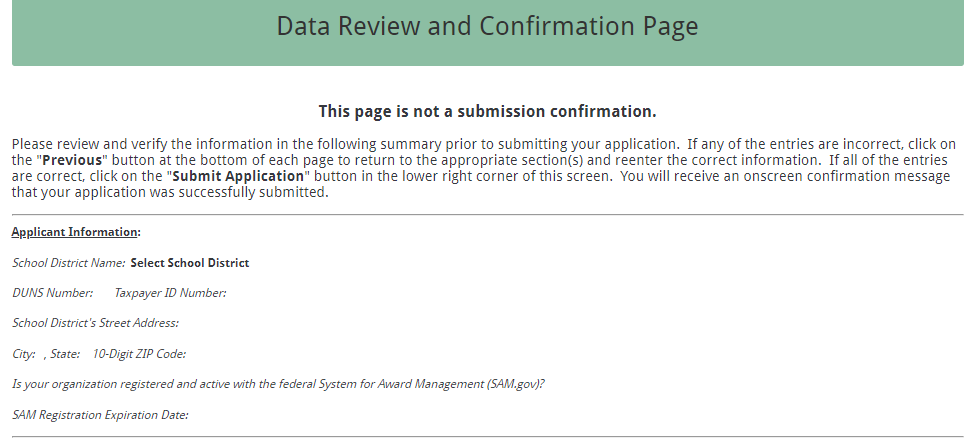 Data Review and Confirmation Page
This page is not a submission confirmation.
Please review and verify the information in the following summary prior to submitting your application.  If any of the entries are incorrect, click on
the "Previous" button at the bottom of each page to return to the appropriate section(s) and reenter the correct information.  If all of the entries
are correct, click on the "Submit Application" button in the lower right corner of this screen.  You will receive an onscreen confirmation message
that your application was successfully submitted.
Applicant Information:
School District Name: Select School District
DUNS Number: Taxpayer ID Number:
School District's Street Address:
City: , State: 10-Digit ZIP Code:
Is your organization registered and active with the federal System for Award Management (SAM.gov)?
SAM Registration Expiration Date: